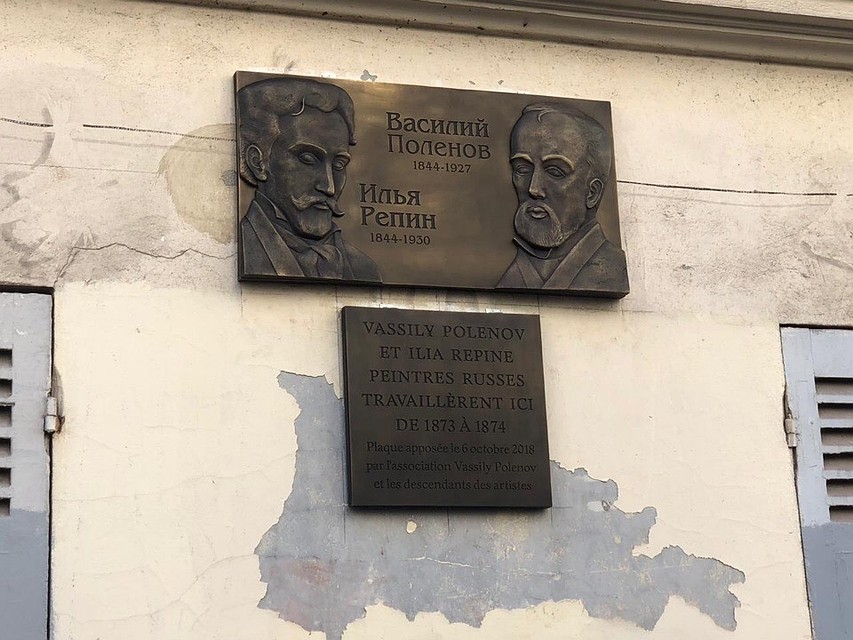 Василий
Поленов
1844-1927
Илья
Репин
1844-1930
VASSILY POLENOV
ET ILIA REPINE
PEINTRES RUSSES
TRAVAILLÈRENT ICI
DE 1873 À 1874
Plaque apposée le 6 octobre 2018
par l'association Vassily Polenov
et les descendants des artistes